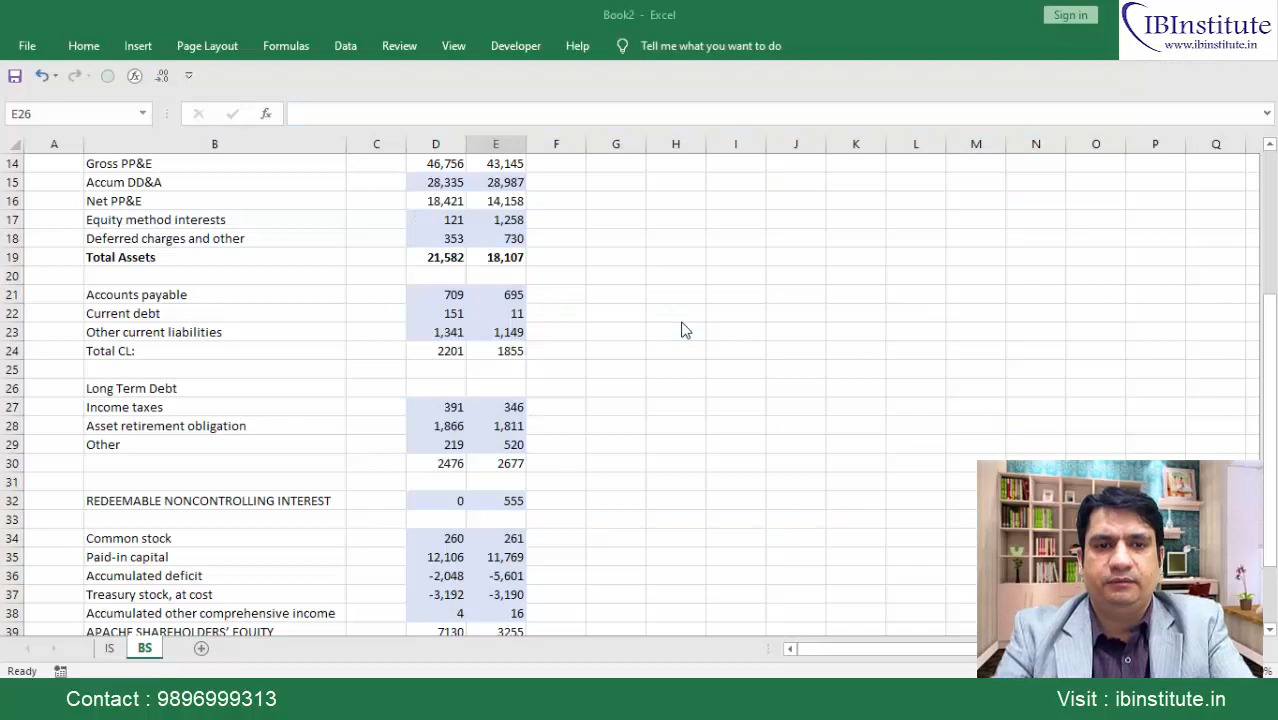 Book2 - Excel
Sign in
IBInstitute
www.ibinstitute.in
File Home Insert Page Layout Formulas Data Review View Developer Help Tell me what you want to do
E26 fx
A B C D E F G H I J K L M N O P Q
14 Gross PP&E 46,756 43,145
15 Accum DD&A 28,335 28,987
16 Net PP&E 18,421 14,158
17 Equity method interests 121 1,258
18 Deferred charges and other 353 730
19 Total Assets 21,582 18,107
20
21 Accounts payable 709 695
22 Current debt 151 11
23 Other current liabilities 1,341 1,149
24 Total CL: 2201 1855
25
26 Long Term Debt
27 Income taxes 391 346
28 Asset retirement obligation 1,866 1,811
29 Other 219 520
30 2476 2677
31
32 REDEEMABLE NONCONTROLLING INTEREST 0 555
33
34 Common stock 260 261
35 Paid-in capital 12,106 11,769
36 Accumulated deficit -2,048 -5,601
37 Treasury stock, at cost -3,192 -3,190
38 Accumulated other comprehensive income 4 16
39 APACHE SHAREHOLDERS' EQUITY 7130 3255
IS BS
Ready %
Contact : 9896999313
Visit : ibinstitute.in